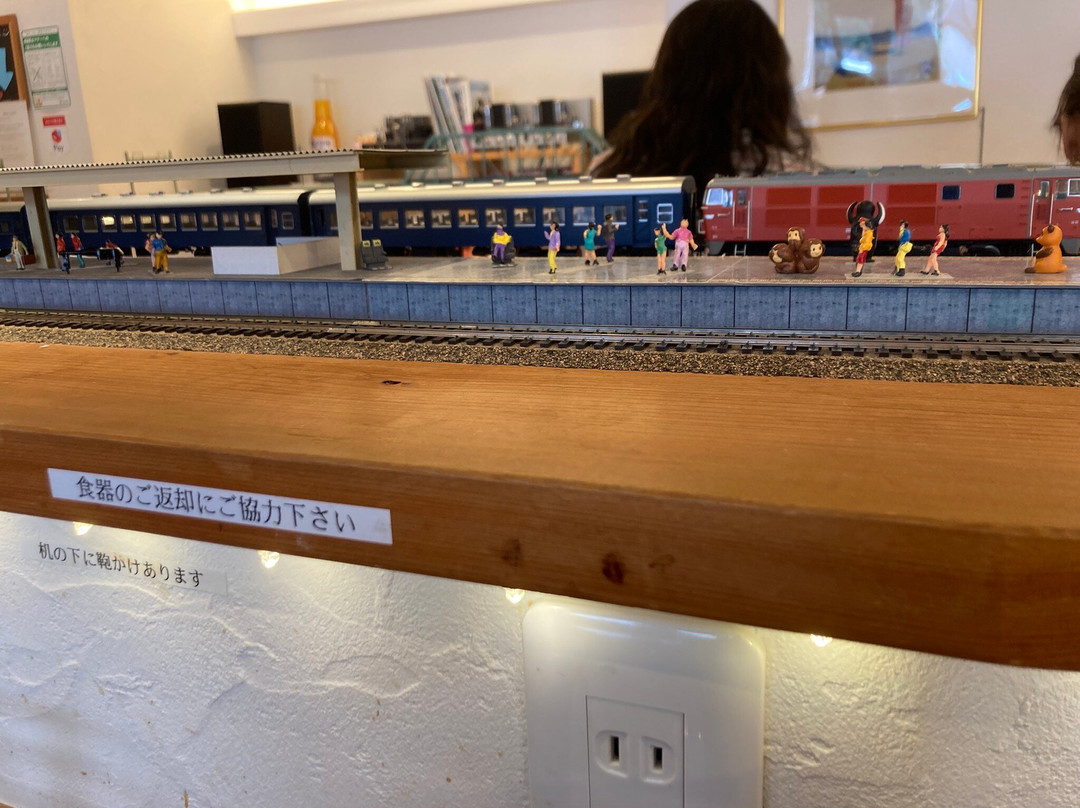 Pay
食器のご返却にご協力下さい
机の下に鞄かけあります